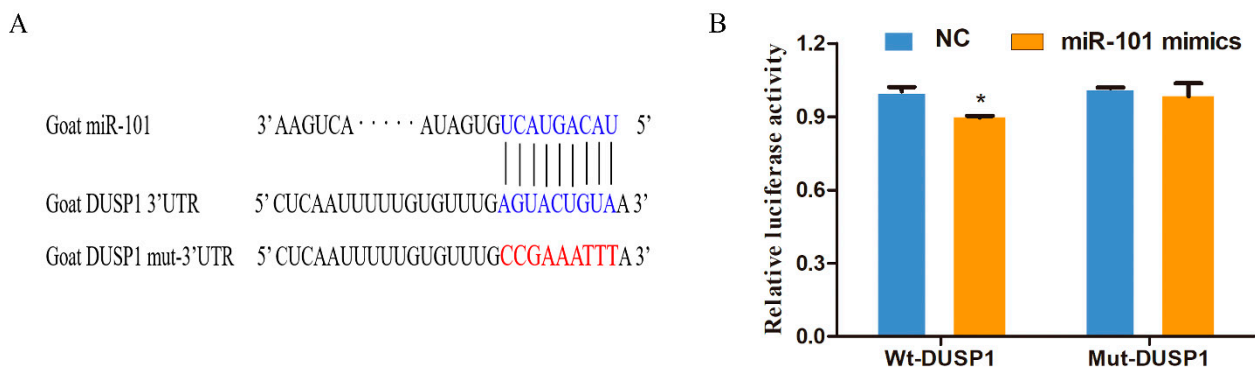 A
Goat miR-101 3’ AAGUCA ····· AUAGUGUCAUGACAU 5’
Goat DUSP1 3’UTR 5’ CUCAAUUUUUGUGUUUGAGUACUGUAA 3’
Goat DUSP1 mut-3’UTR 5’ CUCAAUUUUUGUGUUUGCCGAAATTTA 3’
B
NC miR-101 mimics
Relative luciferase activity
1.2
0.9
0.6
0.3
0.0
*
Wt-DUSP1 Mut-DUSP1